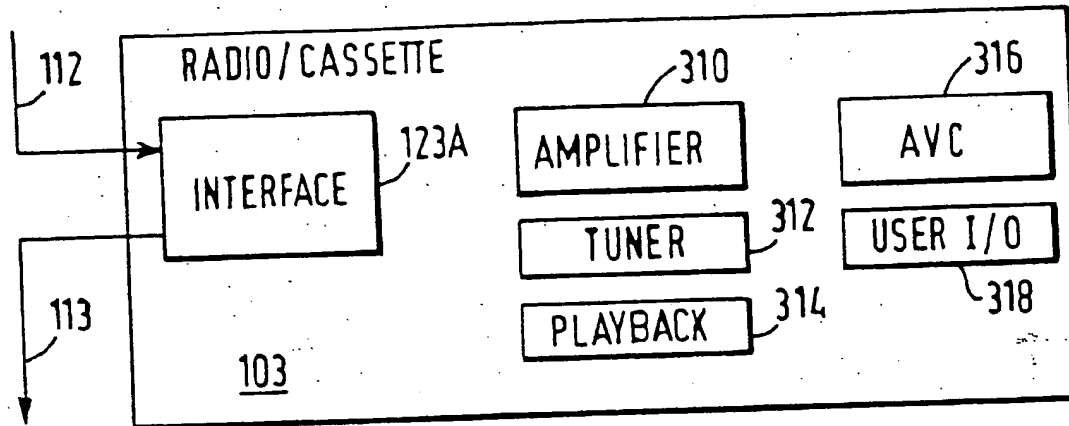 RADIO/CASSETTE
112
310
316
INTERFACE
123A
AMPLIFIER
AVC
TUNER
312
USER I/O
318
113
PLAYBACK
314
103